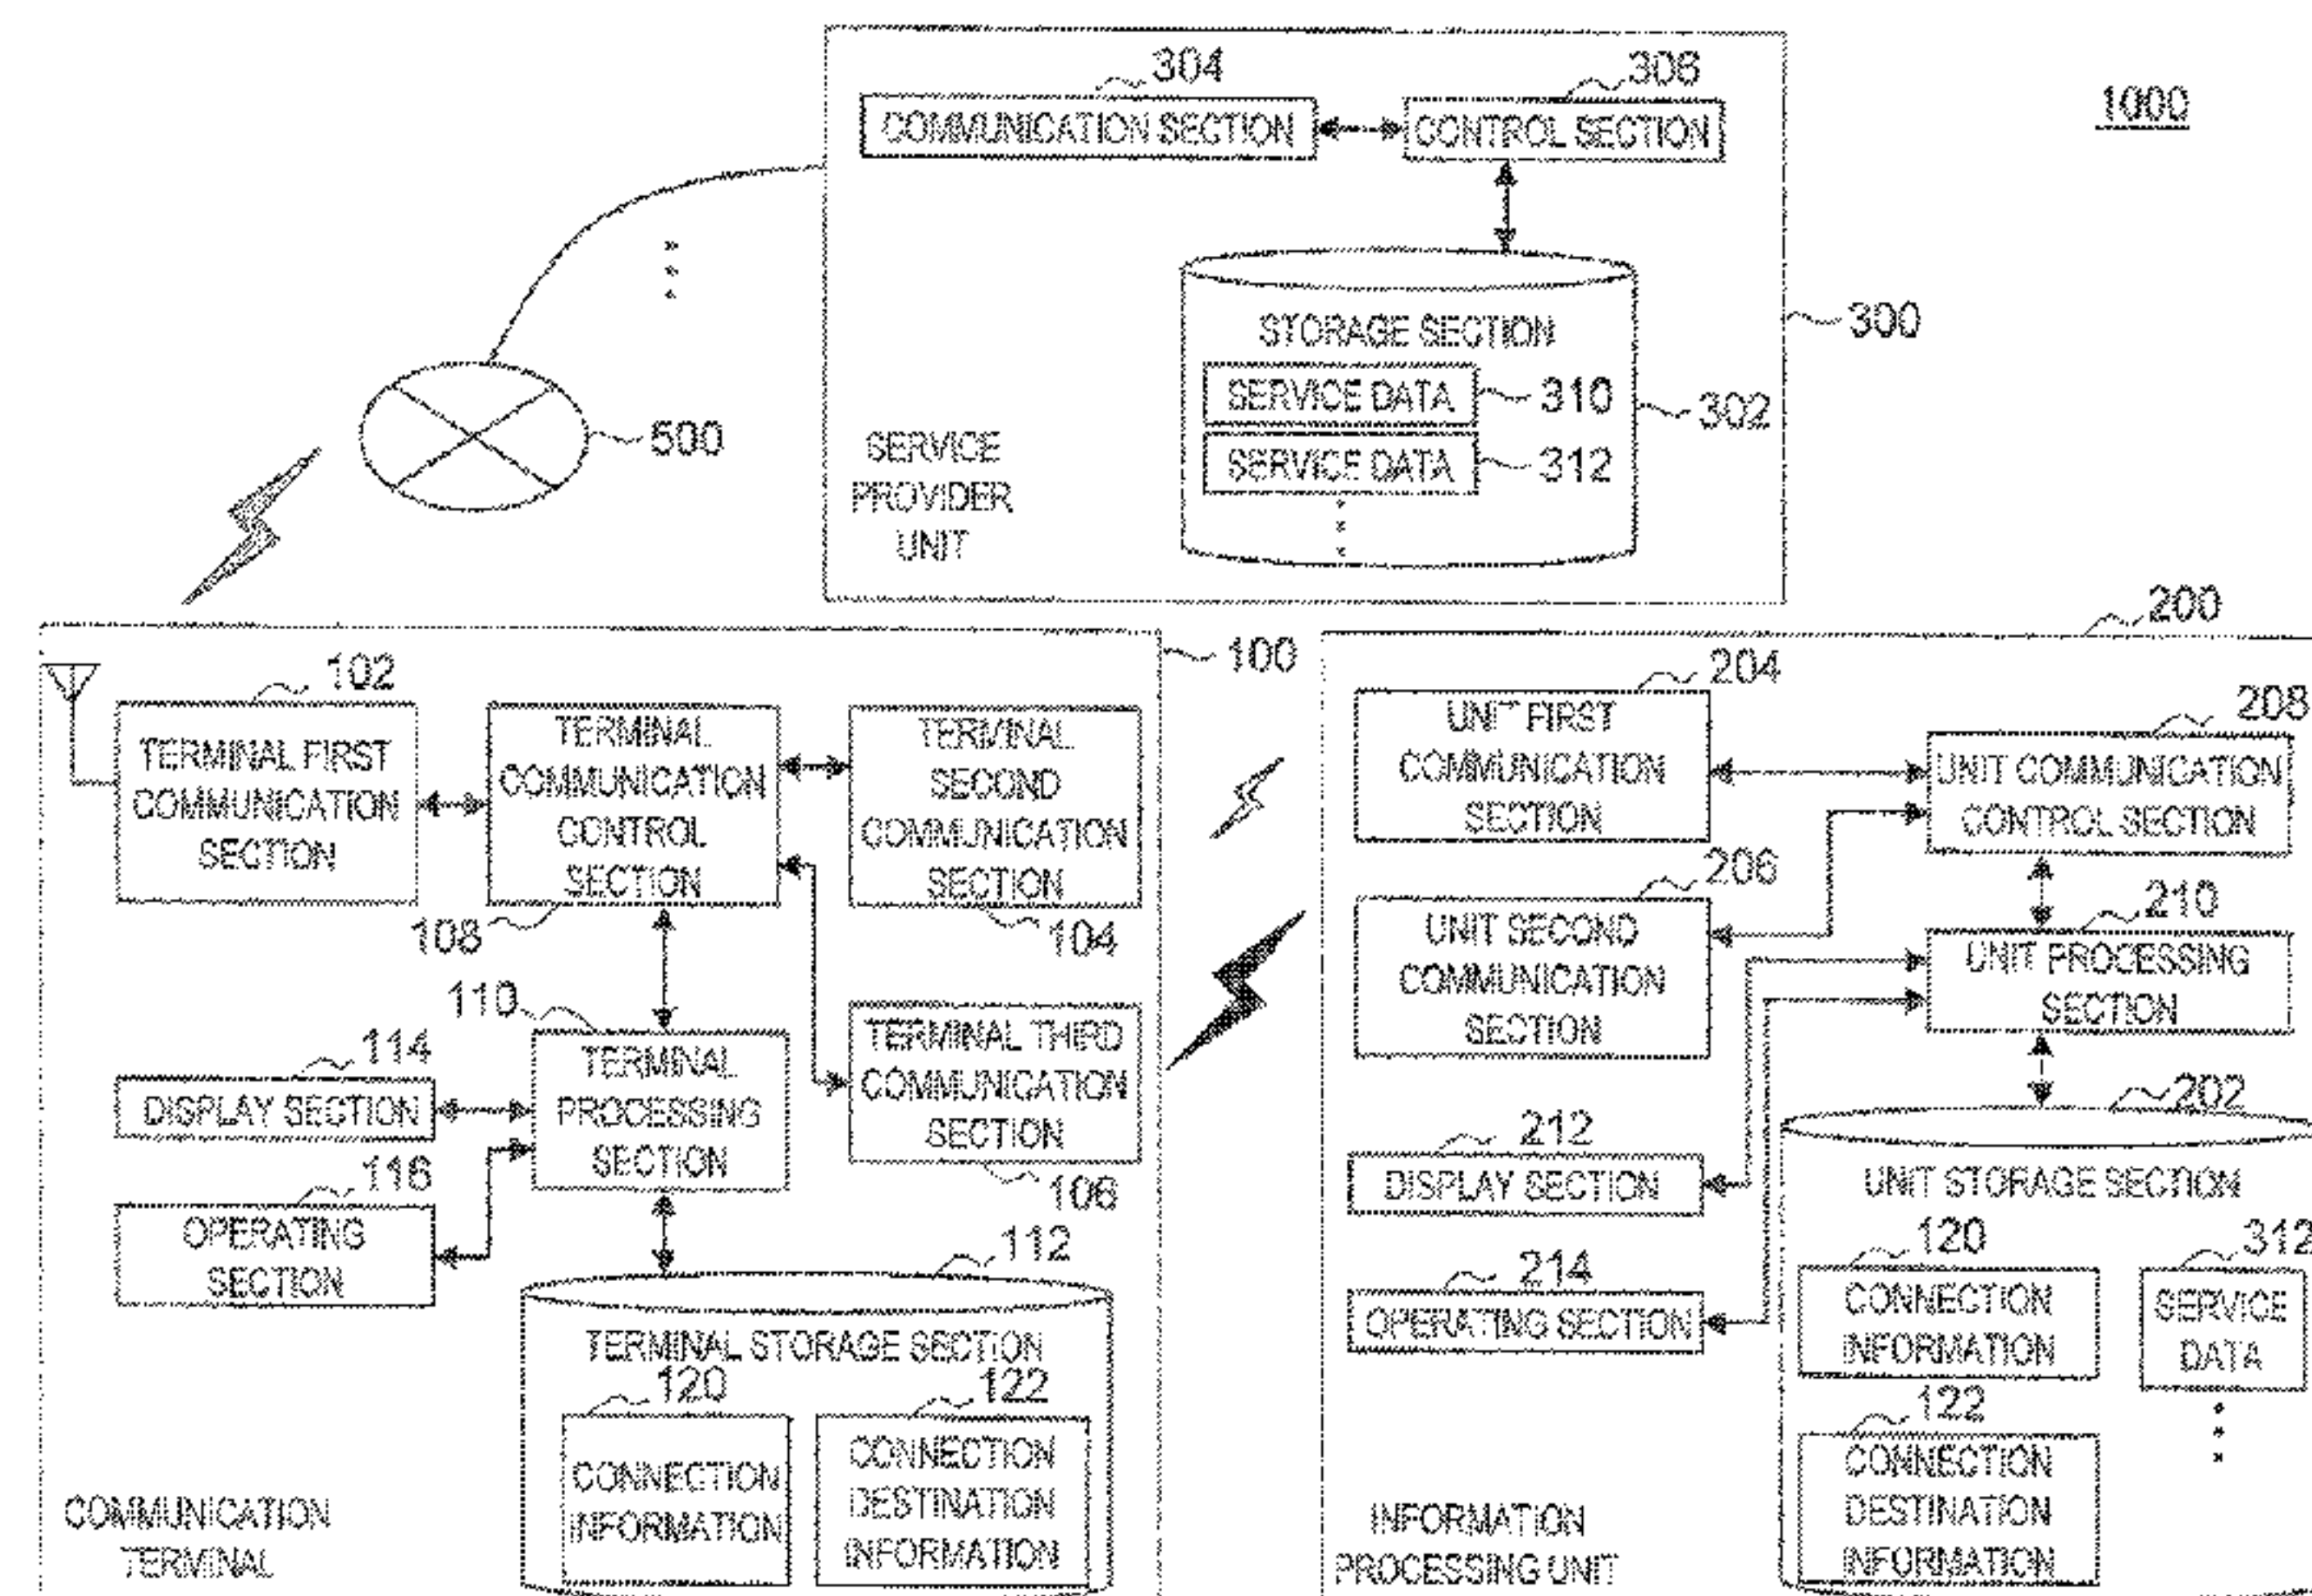 304
306
1000
COMMUNICATION SECTION
CONTROL SECTION
STORAGE SECTION
300
SERVICE DATA
310
302
SERVICE DATA
312
SERVICE
PROVIDER
UNIT
500
200
100
102
TERMINAL FIRST
COMMUNICATION
SECTION
TERMINAL
COMMUNICATION
CONTROL
SECTION
108
TERMINAL
SECOND
COMMUNICATION
SECTION
104
110
TERMINAL
PROCESSING
SECTION
TERMINAL THIRD
COMMUNICATION
SECTION
106
114
DISPLAY SECTION
116
OPERATING
SECTION
112
TERMINAL STORAGE SECTION
120
122
CONNECTION
INFORMATION
CONNECTION
DESTINATION
INFORMATION
COMMUNICATION
TERMINAL
204
UNIT FIRST
COMMUNICATION
SECTION
208
UNIT COMMUNICATION
CONTROL SECTION
206
UNIT SECOND
COMMUNICATION
SECTION
210
UNIT PROCESSING
SECTION
212
DISPLAY SECTION
214
OPERATING SECTION
202
UNIT STORAGE SECTION
120
312
CONNECTION
INFORMATION
SERVICE
DATA
122
CONNECTION
DESTINATION
INFORMATION
INFORMATION
PROCESSING UNIT